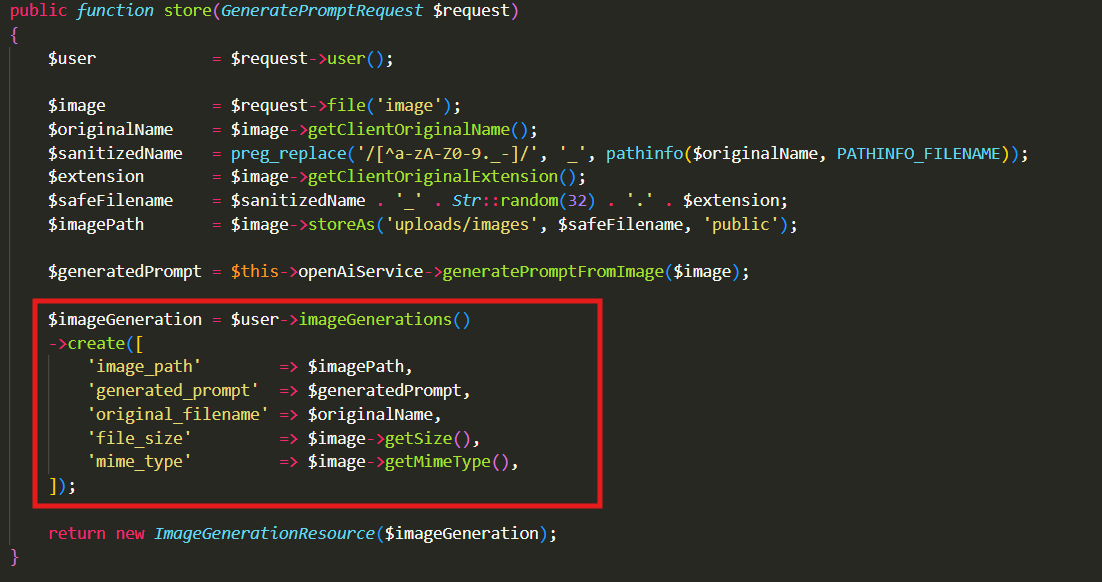 public function store(GeneratePromptRequest $request)
{
    $user            = $request->user();
    $image           = $request->file('image');
    $originalName    = $image->getClientOriginalName();
    $sanitizedName   = preg_replace('/[^a-zA-Z0-9._-]/', '_', pathinfo($originalName, PATHINFO_FILENAME));
    $extension       = $image->getClientOriginalExtension();
    $safeFilename    = $sanitizedName . '_' . Str::random(32) . '.' . $extension;
    $imagePath       = $image->storeAs('uploads/images', $safeFilename, 'public');
    $generatedPrompt = $this->openAiService->generatePromptFromImage($image);
    $imageGeneration = $user->imageGenerations()
    ->create([
        'image_path'        => $imagePath,
        'generated_prompt'  => $generatedPrompt,
        'original_filename' => $originalName,
        'file_size'         => $image->getSize(),
        'mime_type'         => $image->getMimeType(),
    ]);
    return new ImageGenerationResource($imageGeneration);
}